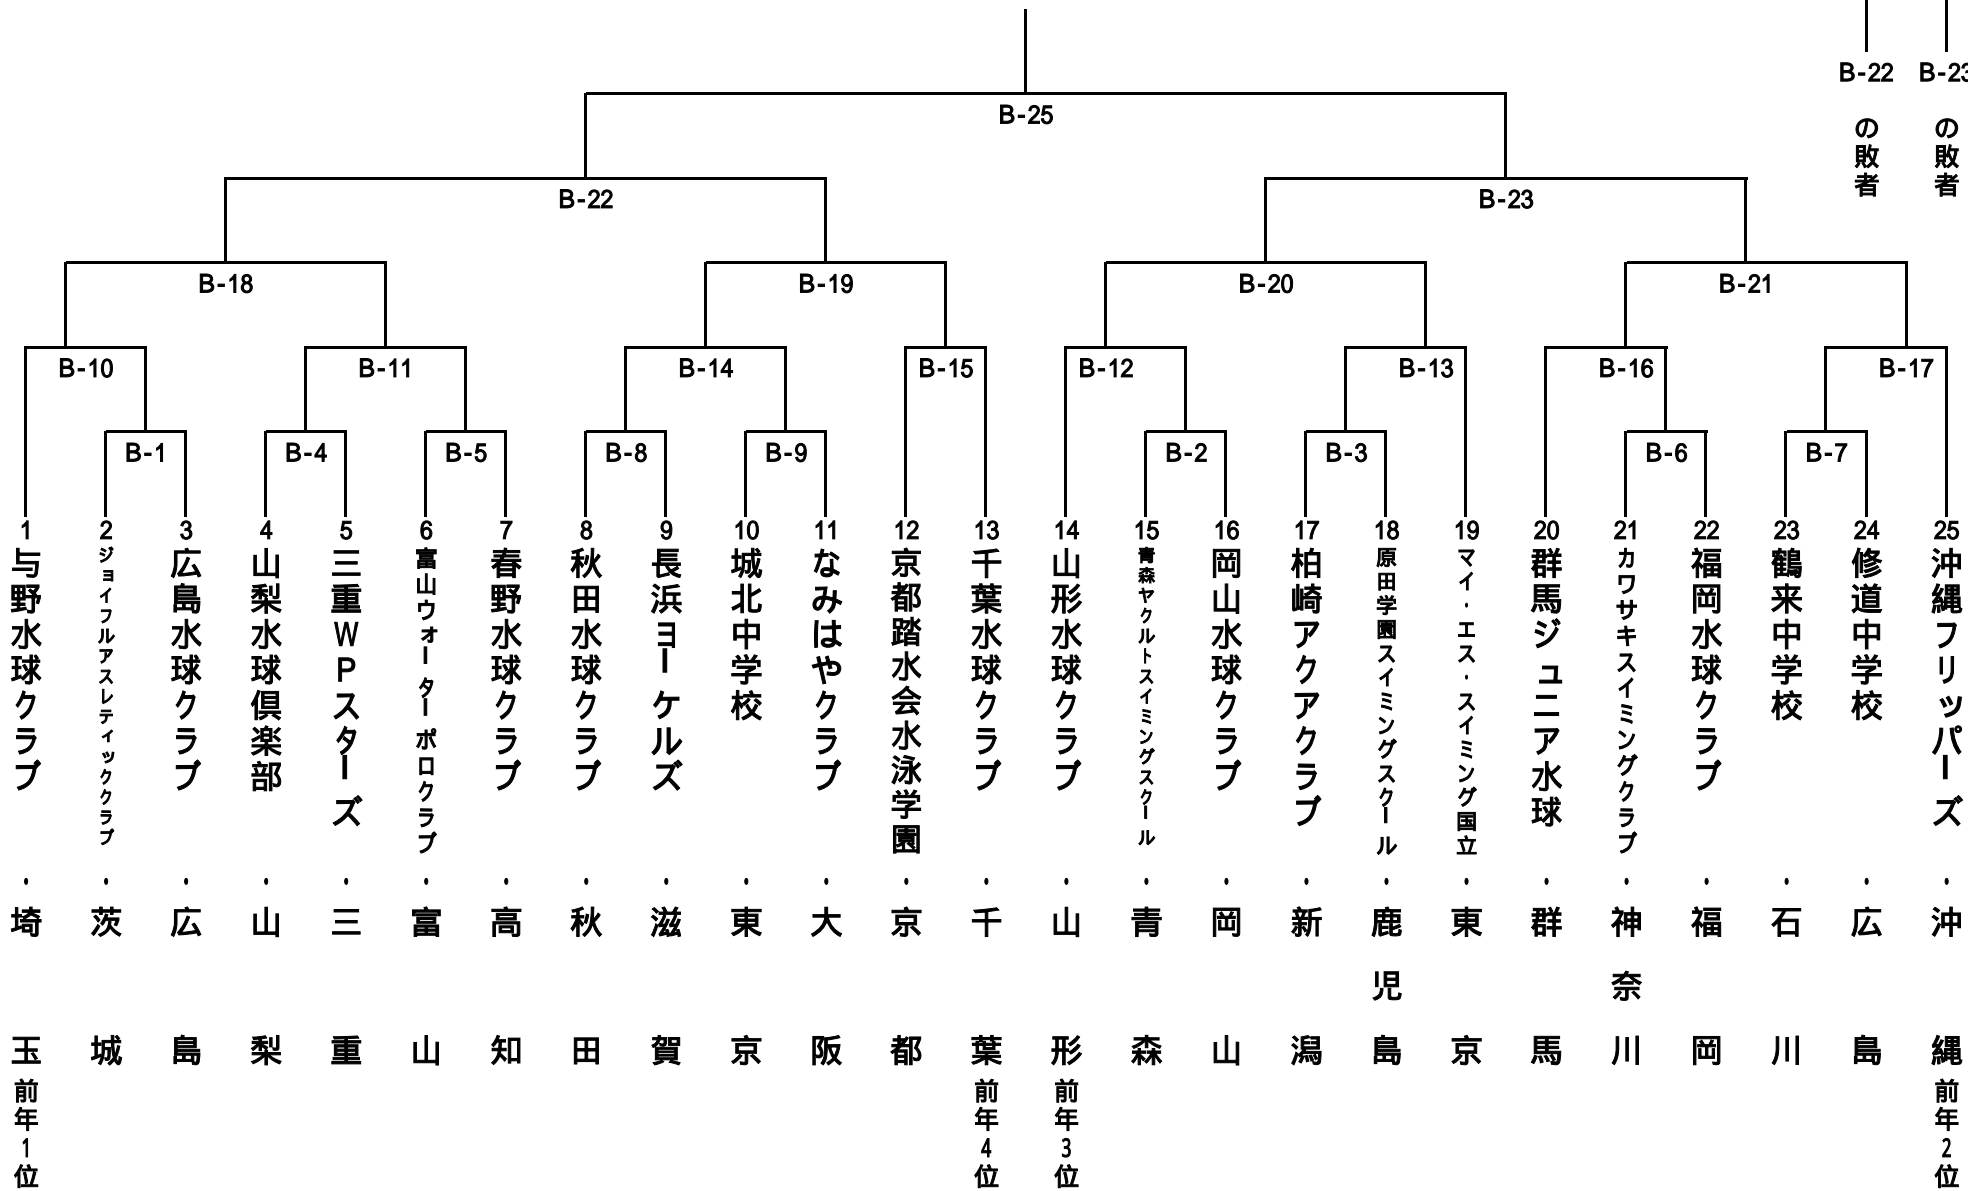 B-22
の敗者
B-23
の敗者
B-25
B-22
B-23
B-18
B-19
B-20
B-21
B-10
B-11
B-14
B-15
B-12
B-13
B-16
B-17
B-1
B-4
B-5
B-8
B-9
B-2
B-3
B-6
B-7
1
与野水球クラブ
・
埼玉
前年1位
2
ジョイフルアスレティッククラブ
・
茨城
3
広島水球クラブ
・
広島
4
山梨水球倶楽部
・
山梨
5
三重WPスターズ
・
三重
6
富山ウォーターポロクラブ
・
富山
7
春野水球クラブ
・
高知
8
秋田水球クラブ
・
秋田
9
長浜ヨーケルズ
・
滋賀
10
城北中学校
・
東京
11
なみはやクラブ
・
大阪
12
京都踏水会水泳学園
・
京都
13
千葉水球クラブ
・
千葉
前年4位
14
山形水球クラブ
・
山形
前年3位
15
青森ヤクルトスイミングスクール
・
青森
16
岡山水球クラブ
・
岡山
17
柏崎アクアクラブ
・
新潟
18
原田学園スイミングスクール
・
鹿児島
19
マイ・エス・スイミング国立
・
東京
20
群馬ジュニア水球
・
群馬
21
カワサキスイミングクラブ
・
神奈川
22
福岡水球クラブ
・
福岡
23
鶴来中学校
・
石川
24
修道中学校
・
広島
25
沖縄フリッパーズ
・
沖縄
前年2位